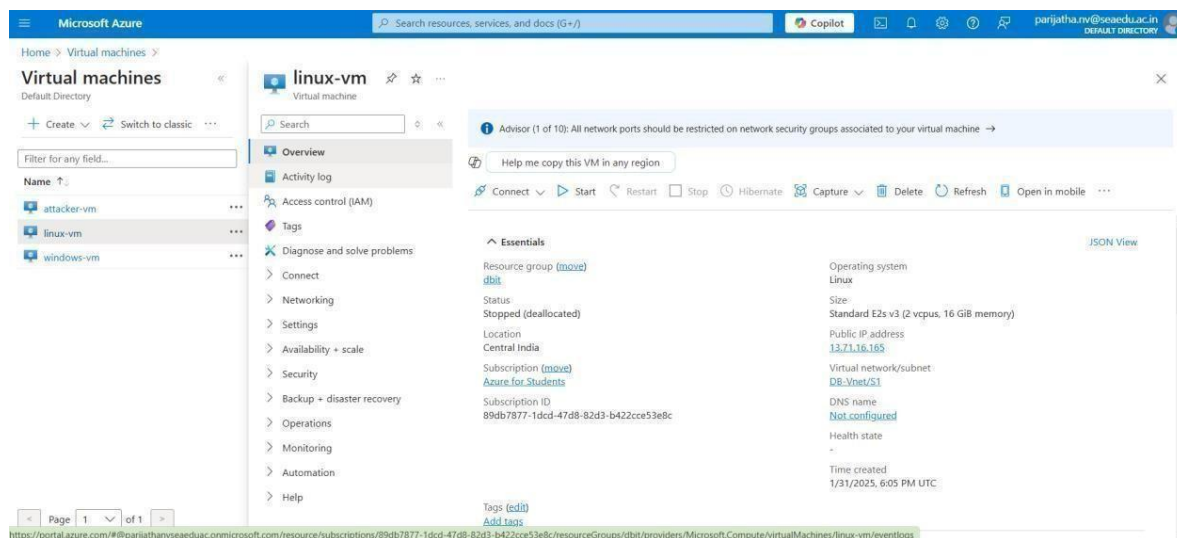 Microsoft Azure
Search resources, services, and docs (G+/)
Copilot
parijatha.nv@seaedu.ac.in
DEFAULT DIRECTORY
Home > Virtual machines >
Virtual machines
Default Directory
+ Create
Switch to classic
Filter for any field...
Name ↑
attacker-vm
linux-vm
windows-vm
Page 1 of 1
linux-vm
Virtual machine
Search
Overview
Activity log
Access control (IAM)
Tags
Diagnose and solve problems
Connect
Networking
Settings
Availability + scale
Security
Backup + disaster recovery
Operations
Monitoring
Automation
Help
Advisor (1 of 10): All network ports should be restricted on network security groups associated to your virtual machine →
Help me copy this VM in any region
Connect Start Restart Stop Hibernate Capture Delete Refresh Open in mobile
Essentials
JSON View
Resource group (move)
dbit
Status
Stopped (deallocated)
Location
Central India
Subscription (move)
Azure for Students
Subscription ID
89db7877-1dcd-47d8-82d3-b422cce53e8c
Operating system
Linux
Size
Standard E2s v3 (2 vcpus, 16 GiB memory)
Public IP address
13.71.16.165
Virtual network/subnet
DB-Vnet/S1
DNS name
Not configured
Health state
-
Time created
1/31/2025, 6:05 PM UTC
Tags (edit)
Add tags
https://portal.azure.com/#@parijathanvseaeduac.onmicrosoft.com/resource/subscriptions/89db7877-1dcd-47d8-82d3-b422cce53e8c/resourceGroups/dbit/providers/Microsoft.Compute/virtualMachines/linux-vm/eventlogs